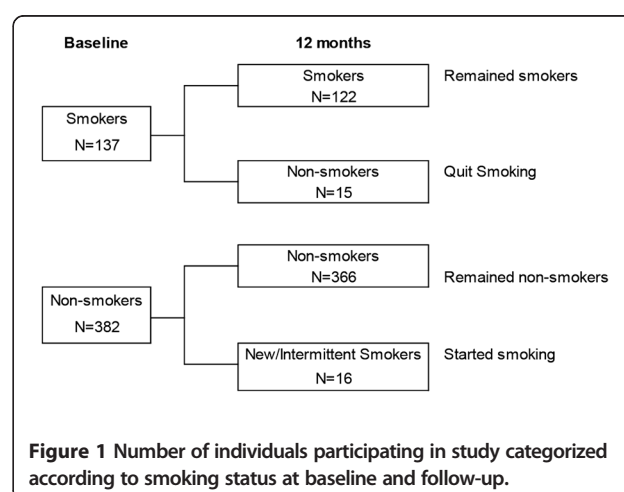 Baseline
12 months
Smokers
N=137
Smokers
N=122
Remained smokers
Non-smokers
N=15
Quit Smoking
Non-smokers
N=382
Non-smokers
N=366
Remained non-smokers
New/Intermittent Smokers
N=16
Started smoking
Figure 1 Number of individuals participating in study categorized
according to smoking status at baseline and follow-up.